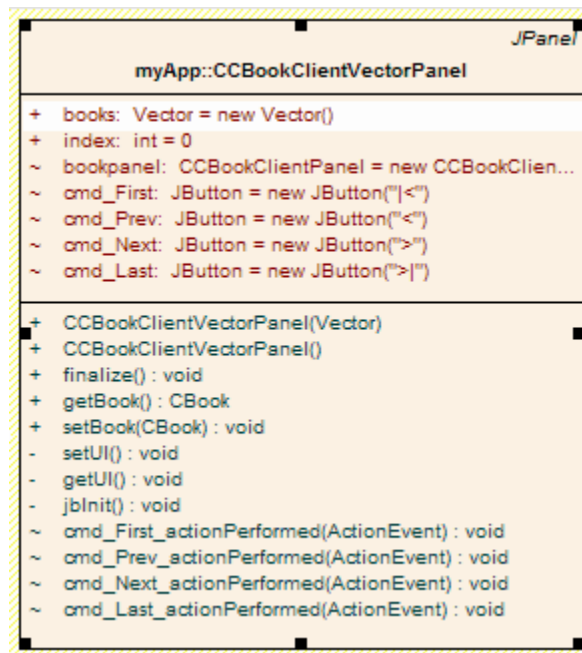 JPanel
myApp::CCBookClientVectorPanel
+ books: Vector = new Vector()
+ index: int = 0
~ bookpanel: CCBookClientPanel = new CCBookClien...
~ cmd_First: JButton = new JButton("|<")
~ cmd_Prev: JButton = new JButton("<")
~ cmd_Next: JButton = new JButton(">")
~ cmd_Last: JButton = new JButton(">|")
+ CCBookClientVectorPanel(Vector)
+ CCBookClientVectorPanel()
+ finalize() : void
+ getBook() : CBook
+ setBook(CBook) : void
- setUI() : void
- getUI() : void
- jbInit() : void
~ cmd_First_actionPerformed(ActionEvent) : void
~ cmd_Prev_actionPerformed(ActionEvent) : void
~ cmd_Next_actionPerformed(ActionEvent) : void
~ cmd_Last_actionPerformed(ActionEvent) : void